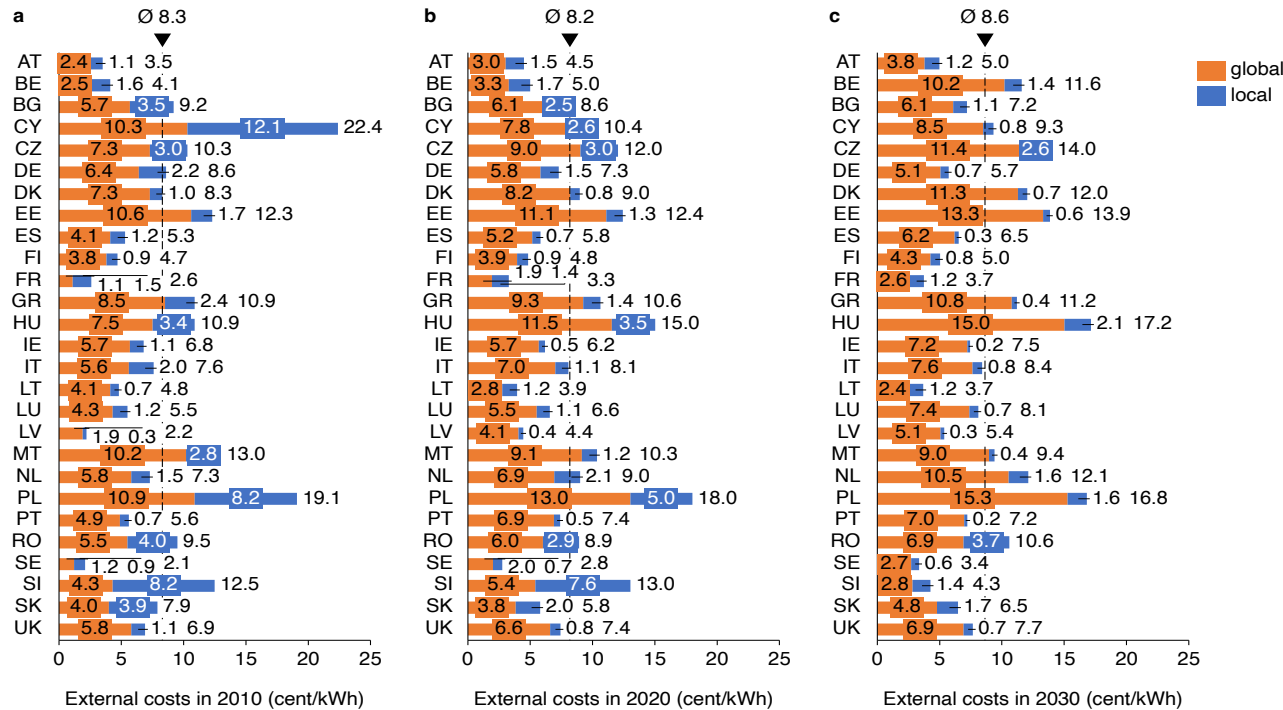 a Ø 8.3
AT 2.4 1.1 3.5
BE 2.5 1.6 4.1
BG 5.7 3.5 9.2
CY 10.3 12.1 22.4
CZ 7.3 3.0 10.3
DE 6.4 2.2 8.6
DK 7.3 1.0 8.3
EE 10.6 1.7 12.3
ES 4.1 1.2 5.3
FI 3.8 0.9 4.7
FR 1.1 1.5 2.6
GR 8.5 2.4 10.9
HU 7.5 3.4 10.9
IE 5.7 1.1 6.8
IT 5.6 2.0 7.6
LT 4.1 0.7 4.8
LU 4.3 1.2 5.5
LV 1.9 0.3 2.2
MT 10.2 2.8 13.0
NL 5.8 1.5 7.3
PL 10.9 8.2 19.1
PT 4.9 0.7 5.6
RO 5.5 4.0 9.5
SE 1.2 0.9 2.1
SI 4.3 8.2 12.5
SK 4.0 3.9 7.9
UK 5.8 1.1 6.9
0 5 10 15 20 25
External costs in 2010 (cent/kWh)
b Ø 8.2
AT 3.0 1.5 4.5
BE 3.3 1.7 5.0
BG 6.1 2.5 8.6
CY 7.8 2.6 10.4
CZ 9.0 3.0 12.0
DE 5.8 1.5 7.3
DK 8.2 0.8 9.0
EE 11.1 1.3 12.4
ES 5.2 0.7 5.8
FI 3.9 0.9 4.8
FR 1.9 1.4 3.3
GR 9.3 1.4 10.6
HU 11.5 3.5 15.0
IE 5.7 0.5 6.2
IT 7.0 1.1 8.1
LT 2.8 1.2 3.9
LU 5.5 1.1 6.6
LV 4.1 0.4 4.4
MT 9.1 1.2 10.3
NL 6.9 2.1 9.0
PL 13.0 5.0 18.0
PT 6.9 0.5 7.4
RO 6.0 2.9 8.9
SE 2.0 0.7 2.8
SI 5.4 7.6 13.0
SK 3.8 2.0 5.8
UK 6.6 0.8 7.4
0 5 10 15 20 25
External costs in 2020 (cent/kWh)
c Ø 8.6
AT 3.8 1.2 5.0
BE 10.2 1.4 11.6
BG 6.1 1.1 7.2
CY 8.5 0.8 9.3
CZ 11.4 2.6 14.0
DE 5.1 0.7 5.7
DK 11.3 0.7 12.0
EE 13.3 0.6 13.9
ES 6.2 0.3 6.5
FI 4.3 0.8 5.0
FR 2.6 1.2 3.7
GR 10.8 0.4 11.2
HU 15.0 2.1 17.2
IE 7.2 0.2 7.5
IT 7.6 0.8 8.4
LT 2.4 1.2 3.7
LU 7.4 0.7 8.1
LV 5.1 0.3 5.4
MT 9.0 0.4 9.4
NL 10.5 1.6 12.1
PL 15.3 1.6 16.8
PT 7.0 0.2 7.2
RO 6.9 3.7 10.6
SE 2.7 0.6 3.4
SI 2.8 1.4 4.3
SK 4.8 1.7 6.5
UK 6.9 0.7 7.7
0 5 10 15 20 25
External costs in 2030 (cent/kWh)
global
local